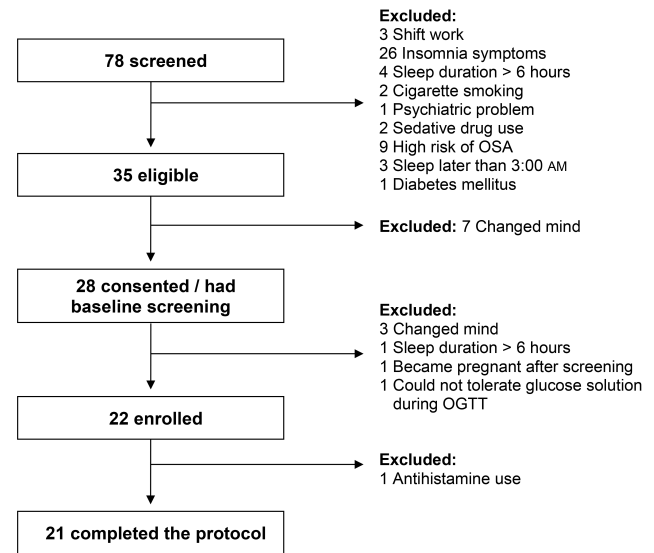 78 screened
Excluded:
3 Shift work
26 Insomnia symptoms
4 Sleep duration > 6 hours
2 Cigarette smoking
1 Psychiatric problem
2 Sedative drug use
9 High risk of OSA
3 Sleep later than 3:00 AM
1 Diabetes mellitus
35 eligible
Excluded: 7 Changed mind
28 consented / had
baseline screening
Excluded:
3 Changed mind
1 Sleep duration > 6 hours
1 Became pregnant after screening
1 Could not tolerate glucose solution
during OGTT
22 enrolled
Excluded:
1 Antihistamine use
21 completed the protocol